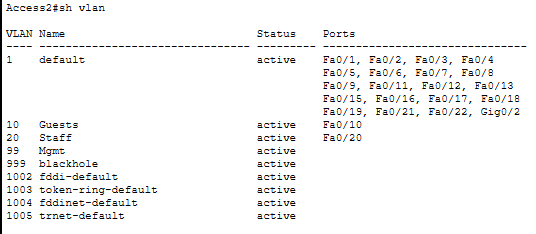 Access2#sh vlan
VLAN Name                             Status    Ports
---- -------------------------------- --------- -------------------------------
1    default                          active    Fa0/1, Fa0/2, Fa0/3, Fa0/4
                                                Fa0/5, Fa0/6, Fa0/7, Fa0/8
                                                Fa0/9, Fa0/11, Fa0/12, Fa0/13
                                                Fa0/15, Fa0/16, Fa0/17, Fa0/18
                                                Fa0/19, Fa0/21, Fa0/22, Gig0/2
10   Guests                           active    Fa0/10
20   Staff                            active    Fa0/20
99   Mgmt                             active
999  blackhole                        active
1002 fddi-default                     active
1003 token-ring-default               active
1004 fddinet-default                  active
1005 trnet-default                    active